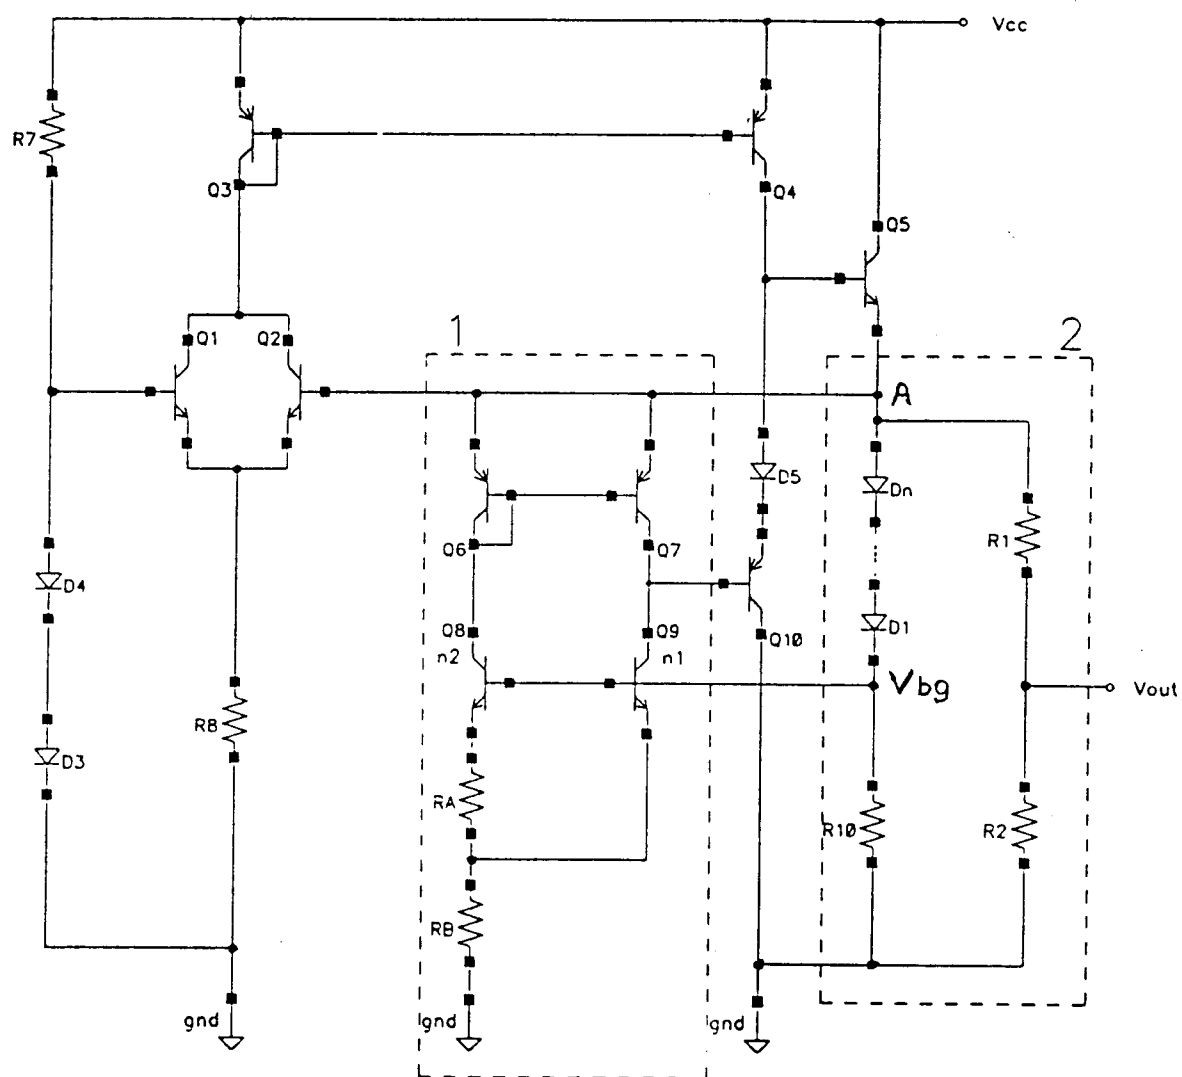 Vcc
R7
Q3
Q4
Q5
Q1
Q2
1
2
A
D5
Dn
Q6
Q7
R1
D4
Q8
Q9
Q10
D1
n2
n1
Vbg
Vout
R8
D3
RA
R10
R2
RB
gnd
gnd
gnd